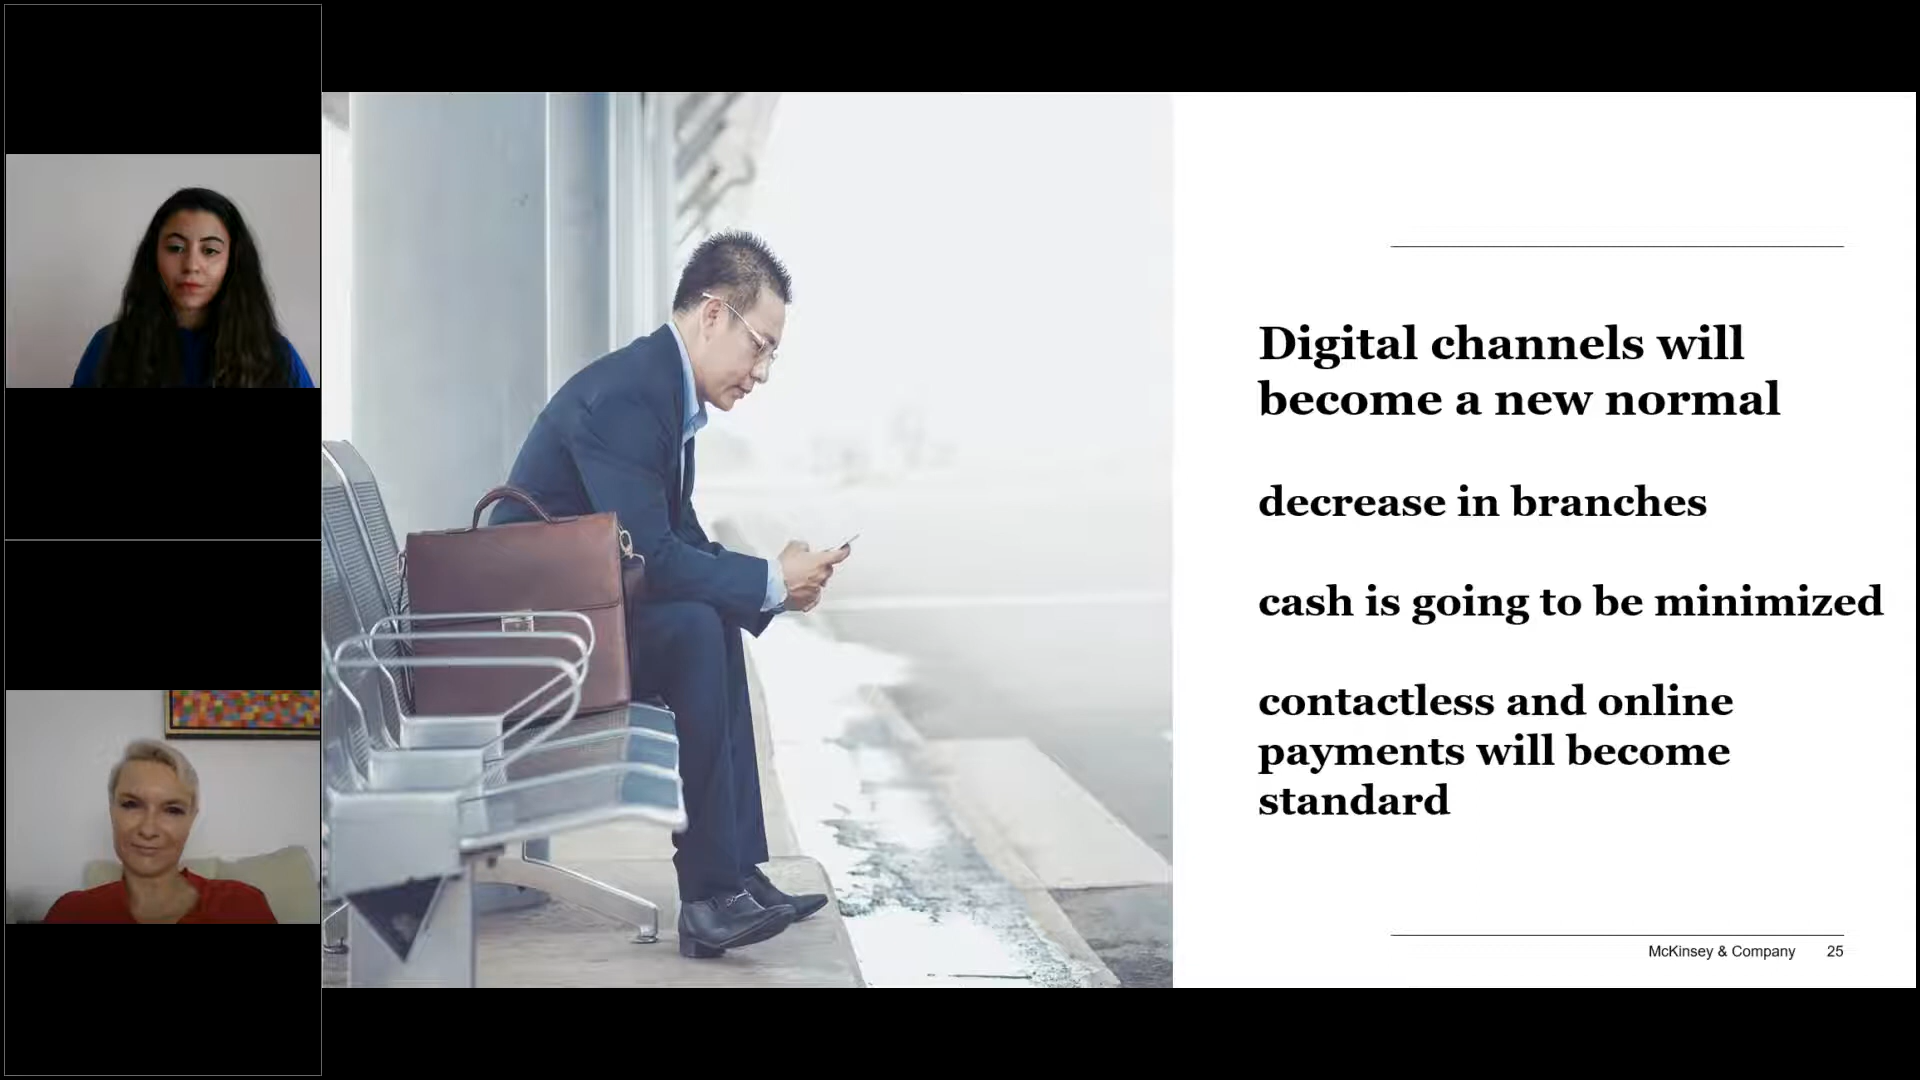 Digital channels will
become a new normal
decrease in branches
cash is going to be minimized
contactless and online
payments will become
standard
McKinsey & Company 25